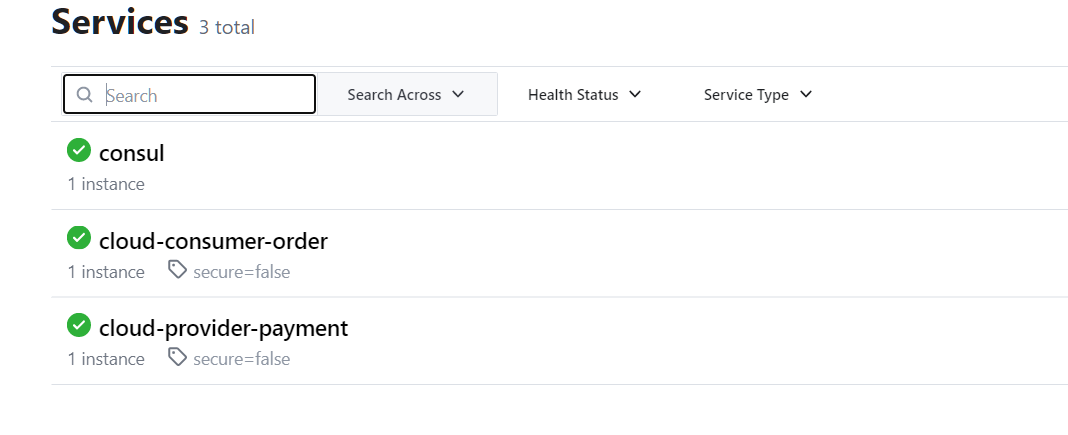 Services 3 total
Search Search Across Health Status Service Type
consul
1 instance
cloud-consumer-order
1 instance secure=false
cloud-provider-payment
1 instance secure=false